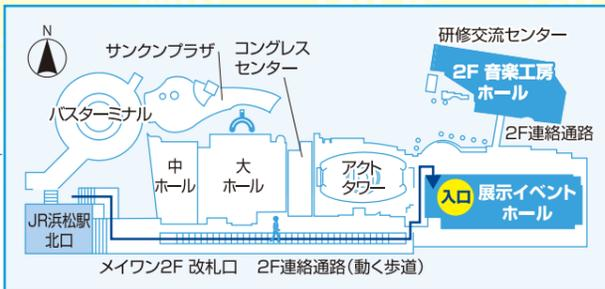 N
サンクンプラザ
コングレス
センター
研修交流センター
2F 音楽工房
ホール
バスターミナル
2F連絡通路
中
ホール
大
ホール
アクト
タワー
入口
展示イベント
ホール
JR浜松駅
北口
メイワン2F 改札口
2F連絡通路(動く歩道)